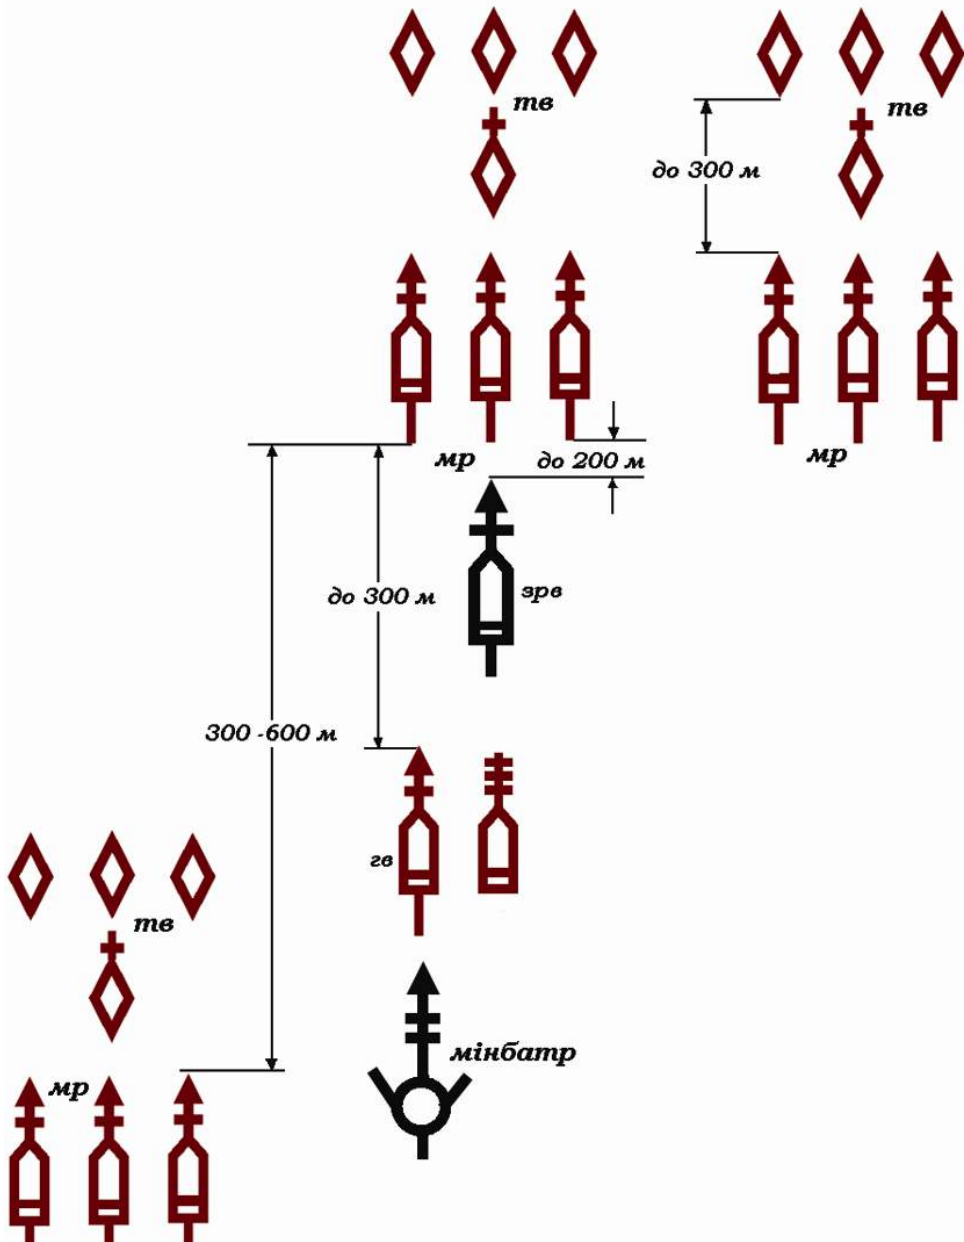 тв
тв
до 300 м
мр
до 200 м
мр
до 300 м
зрв
300 -600 м
гв
тв
мінбатр
мр